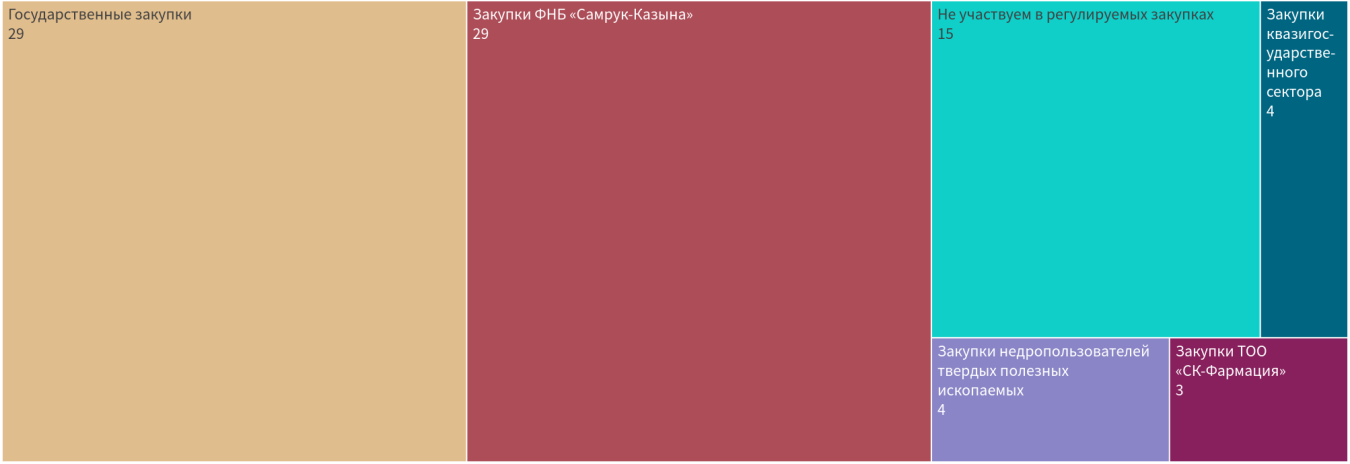 Государственные закупки
29
Закупки ФНБ «Самрук-Казына»
29
Не участвуем в регулируемых закупках
15
Закупки
квазигос-
ударстве-
нного
сектора
4
Закупки недропользователей
твердых полезных
ископаемых
4
Закупки ТОО
«СК-Фармация»
3